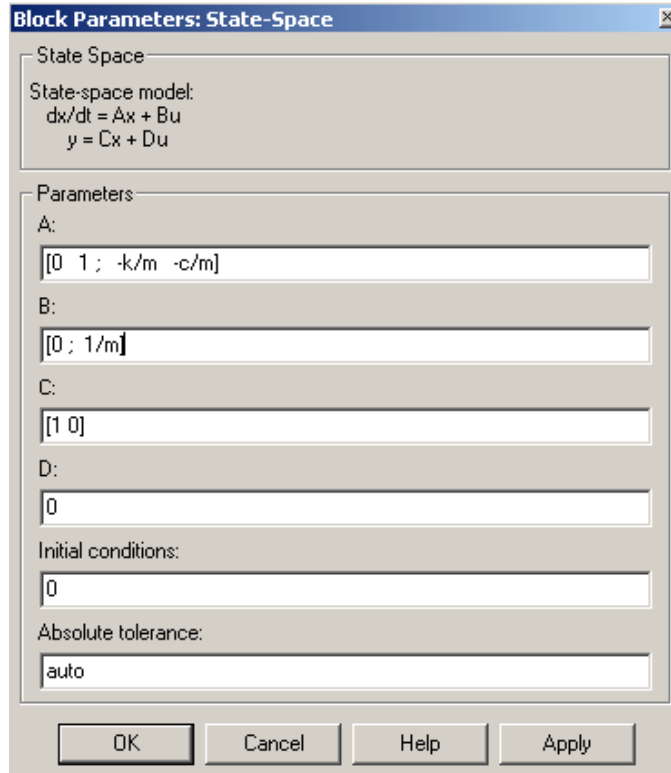 Block Parameters: State-Space
State Space
State-space model:
dx/dt = Ax + Bu
y = Cx + Du
Parameters
A:
[0 1 ; -k/m -c/m]
B:
[0 ; 1/m]
C:
[1 0]
D:
0
Initial conditions:
0
Absolute tolerance:
auto
OK Cancel Help Apply